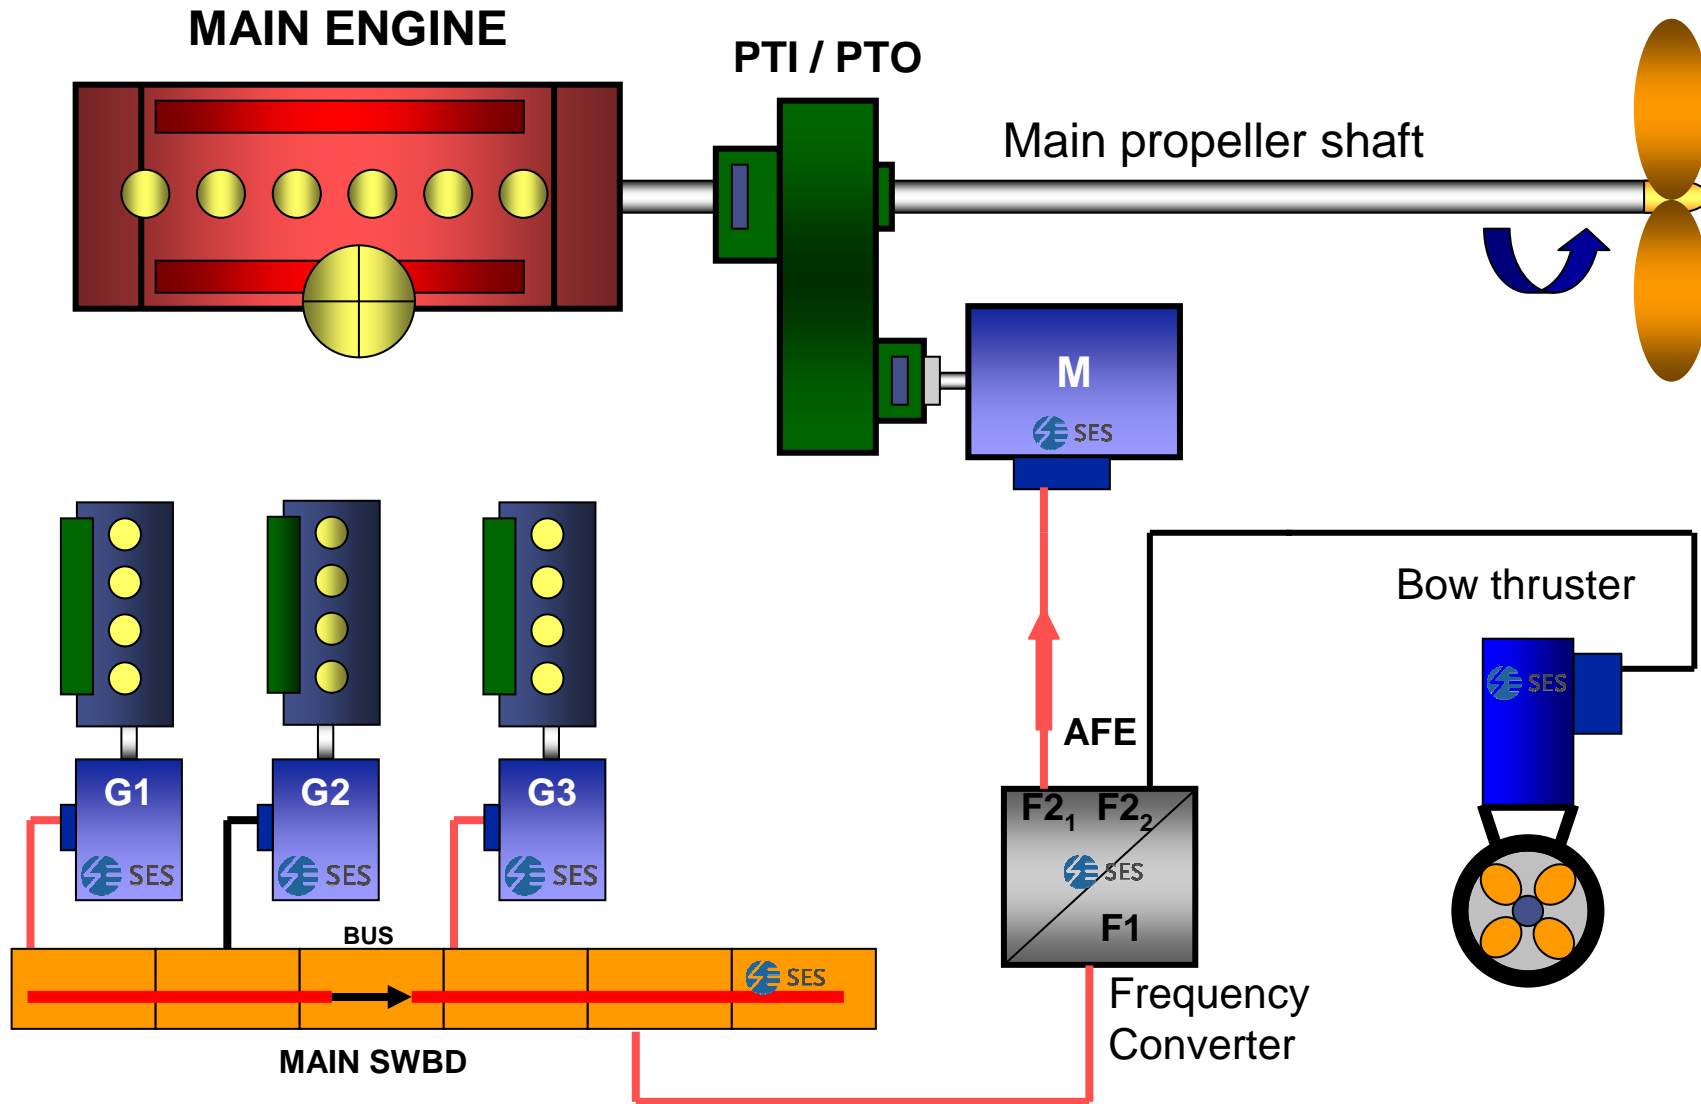 MAIN ENGINE
PTI / PTO
Main propeller shaft
M
SES
Bow thruster
SES
AFE
G1
G2
G3
SES
SES
SES
F2₁ F2₂
SES
F1
BUS
SES
Frequency
Converter
MAIN SWBD